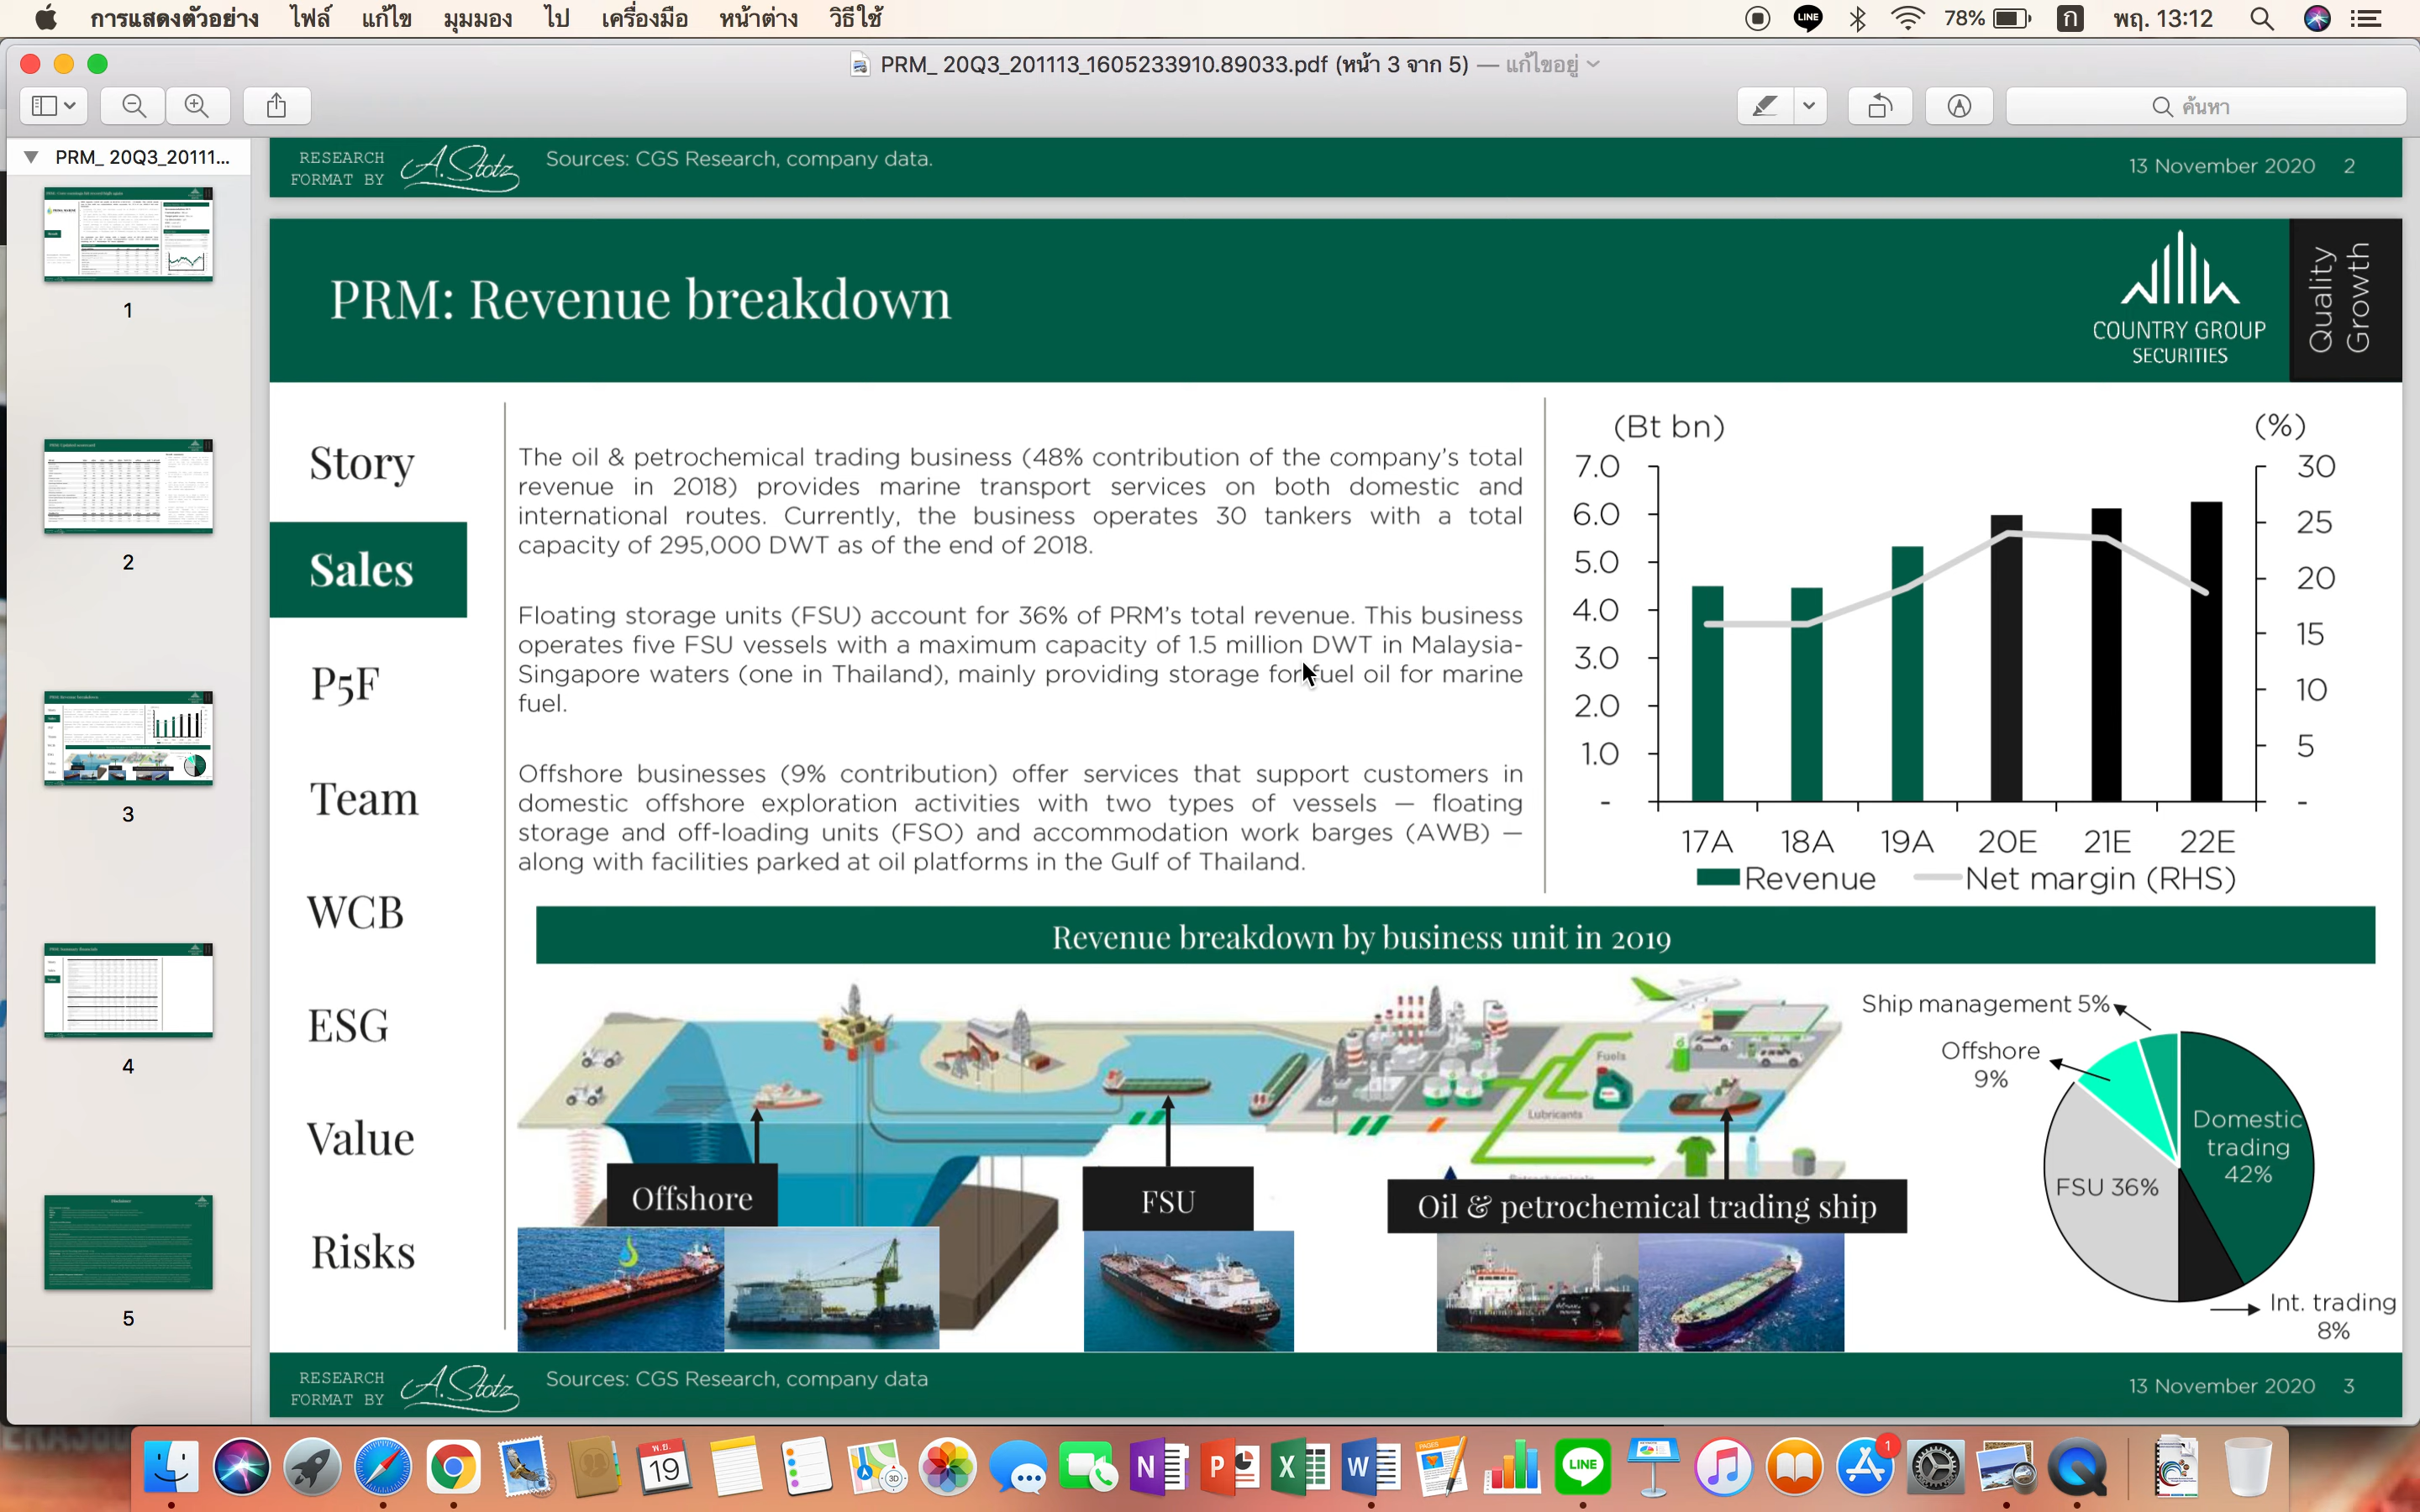 การแสดงตัวอย่าง ไฟล์ แก้ไข มุมมอง ไป เครื่องมือ หน้าต่าง วิธีใช้
LINE 78% ก พฤ. 13:12
PRM_ 20Q3_201113_1605233910.89033.pdf (หน้า 3 จาก 5) — แก้ไขอยู่
ค้นหา
PRM_ 20Q3_20111...
1
2
3
4
5
RESEARCH
FORMAT BY
A.Stotz
Sources: CGS Research, company data.
13 November 2020 2
PRM: Revenue breakdown
COUNTRY GROUP
SECURITIES
Quality
Growth
Story
Sales
P5F
Team
WCB
ESG
Value
Risks
The oil & petrochemical trading business (48% contribution of the company's total
revenue in 2018) provides marine transport services on both domestic and
international routes. Currently, the business operates 30 tankers with a total
capacity of 295,000 DWT as of the end of 2018.
Floating storage units (FSU) account for 36% of PRM's total revenue. This business
operates five FSU vessels with a maximum capacity of 1.5 million DWT in Malaysia-
Singapore waters (one in Thailand), mainly providing storage for fuel oil for marine
fuel.
Offshore businesses (9% contribution) offer services that support customers in
domestic offshore exploration activities with two types of vessels — floating
storage and off-loading units (FSO) and accommodation work barges (AWB) —
along with facilities parked at oil platforms in the Gulf of Thailand.
(Bt bn) (%)
7.0 30
6.0 25
5.0 20
4.0 15
3.0 10
2.0 5
1.0
- -
17A 18A 19A 20E 21E 22E
Revenue Net margin (RHS)
Revenue breakdown by business unit in 2019
Fuels
Lubricants
Offshore
FSU
Oil & petrochemical trading ship
Ship management 5%
Offshore
9%
Domestic
trading
42%
FSU 36%
Int. trading
8%
RESEARCH
FORMAT BY
A.Stotz
Sources: CGS Research, company data
13 November 2020 3
พ.ย.
19
3D
N
P
X
W
PAGES
LINE
1